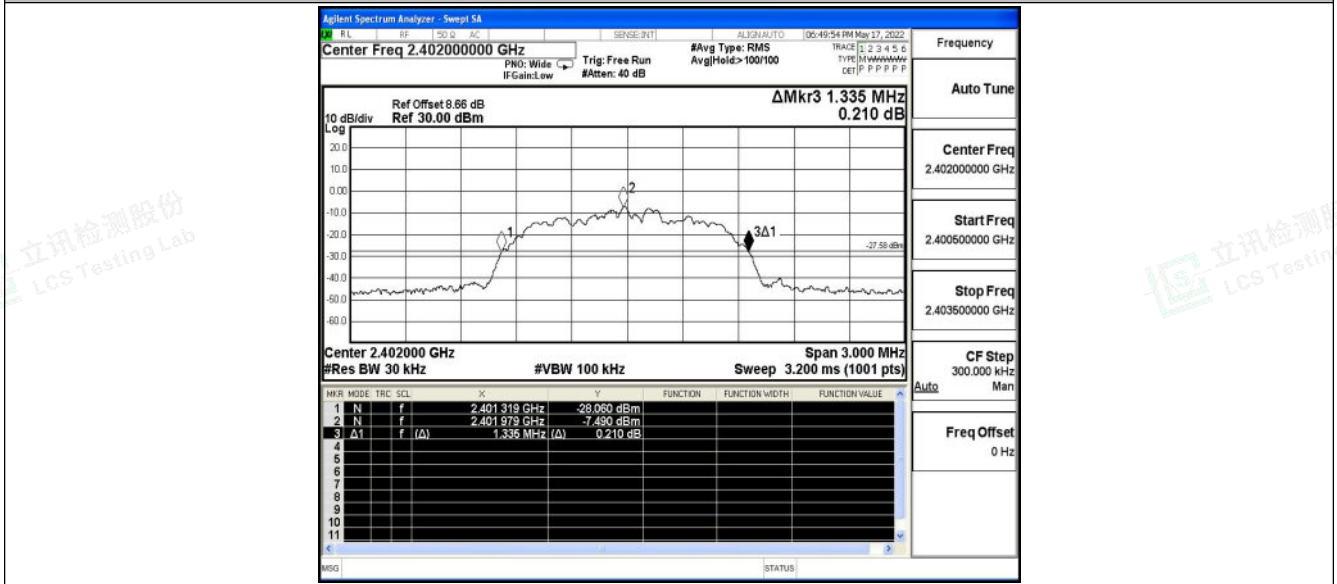 Agilent Spectrum Analyzer - Swept SA
RL RF 50 Ω AC SENSE:INT ALIGNAUTO 06:49:54 PM May 17, 2022
Center Freq 2.402000000 GHz
PNO: Wide
IFGain:Low
Trig: Free Run
#Atten: 40 dB
#Avg Type: RMS
Avg|Hold:>100/100
TRACE 1 2 3 4 5 6
TYPE M WWWWW
DET P P P P P P
Frequency
Auto Tune
Center Freq
2.402000000 GHz
Start Freq
2.400500000 GHz
Stop Freq
2.403500000 GHz
CF Step
300.000 kHz
Auto Man
Freq Offset
0 Hz
Ref Offset 8.66 dB
Ref 30.00 dBm
ΔMkr3 1.335 MHz
0.210 dB
10 dB/div
Log
20.0
10.0
0.00
-10.0
-20.0
-30.0
-40.0
-50.0
-60.0
2
1
3Δ1
-27.58 dBm
Center 2.402000 GHz Span 3.000 MHz
#Res BW 30 kHz #VBW 100 kHz Sweep 3.200 ms (1001 pts)
MKR MODE TRC SCL X Y FUNCTION FUNCTION WIDTH FUNCTION VALUE
1 N f 2.401 319 GHz -28.060 dBm
2 N f 2.401 979 GHz -7.490 dBm
3 Δ1 f (Δ) 1.335 MHz (Δ) 0.210 dB
4
5
6
7
8
9
10
11
MSG STATUS
立讯检测股份
LCS Testing Lab
LCS
立讯检测
LCS Testin